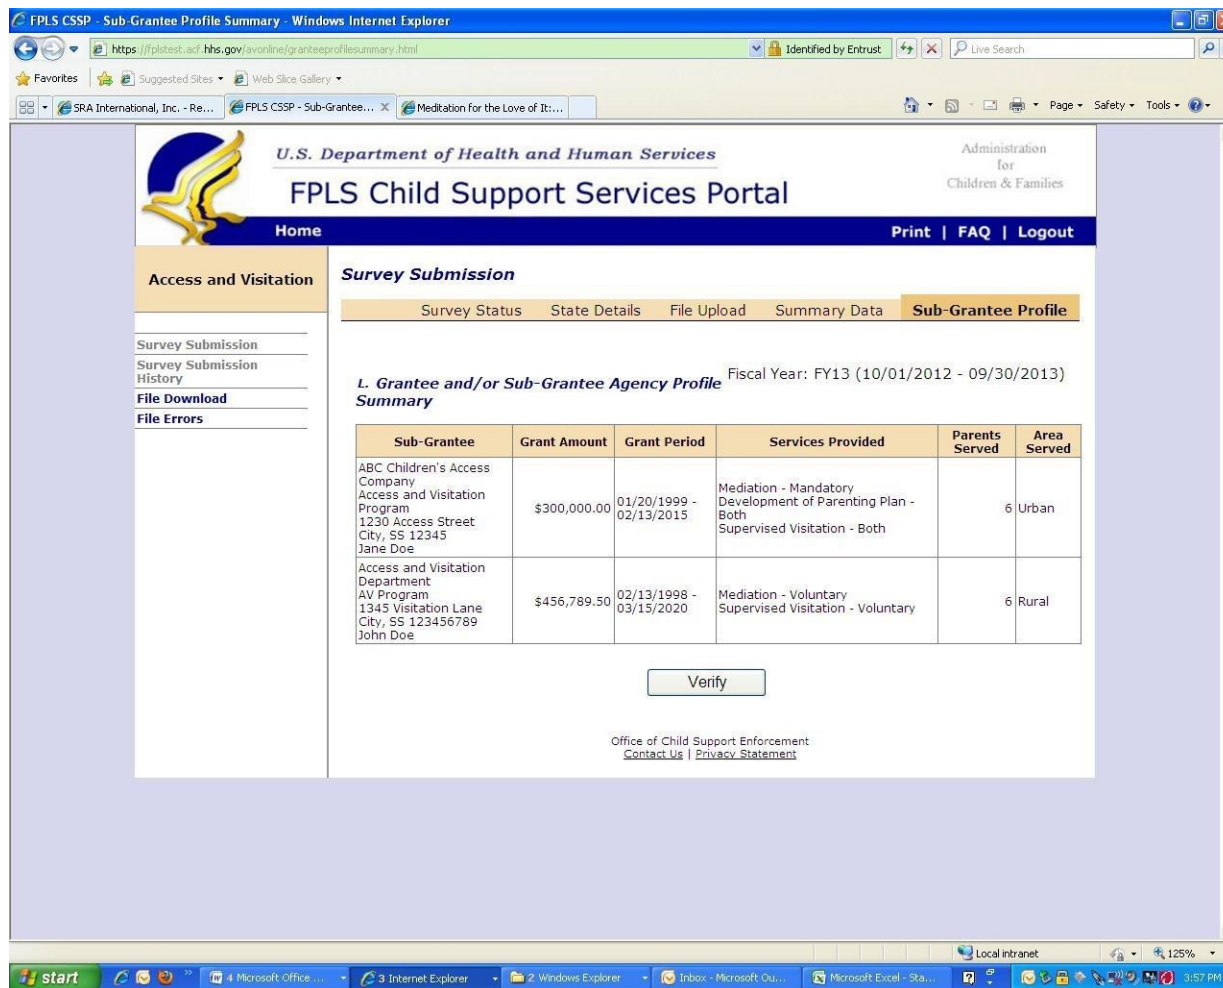 FPLS CSSP - Sub-Grantee Profile Summary - Windows Internet Explorer
https://fplstest.acf.hhs.gov/avonline/granteeprofilesummary.html
Identified by Entrust
Live Search
Favorites
Suggested Sites
Web Slice Gallery
SRA International, Inc. - Re...
FPLS CSSP - Sub-Grantee...
Meditation for the Love of It:...
Page
Safety
Tools
U.S. Department of Health and Human Services
Administration
for
Children & Families
FPLS Child Support Services Portal
Home
Print | FAQ | Logout
Access and Visitation
Survey Submission
Survey Submission
History
File Download
File Errors
Survey Submission
Survey Status State Details File Upload Summary Data Sub-Grantee Profile
L. Grantee and/or Sub-Grantee Agency Profile
Summary
Fiscal Year: FY13 (10/01/2012 - 09/30/2013)
Sub-Grantee Grant Amount Grant Period Services Provided Parents Served Area Served
ABC Children's Access
Company
Access and Visitation
Program
1230 Access Street
City, SS 12345
Jane Doe
$300,000.00
01/20/1999 -
02/13/2015
Mediation - Mandatory
Development of Parenting Plan -
Both
Supervised Visitation - Both
6
Urban
Access and Visitation
Department
AV Program
1345 Visitation Lane
City, SS 123456789
John Doe
$456,789.50
02/13/1998 -
03/15/2020
Mediation - Voluntary
Supervised Visitation - Voluntary
6
Rural
Verify
Office of Child Support Enforcement
Contact Us | Privacy Statement
Local intranet
125%
start
4 Microsoft Office ...
3 Internet Explorer
2 Windows Explorer
Inbox - Microsoft Ou...
Microsoft Excel - Sta...
3:57 PM